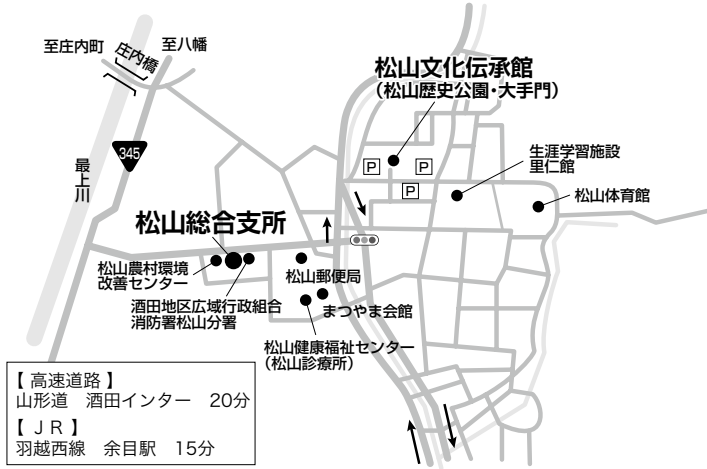 至庄内町
庄内橋
至八幡
345
最上川
松山文化伝承館
（松山歴史公園・大手門）
P
P
P
生涯学習施設
里仁館
松山体育館
松山総合支所
松山農村環境
改善センター
酒田地区広域行政組合
消防署松山分署
松山郵便局
まつやま会館
松山健康福祉センター
（松山診療所）
【 高速道路 】
山形道　酒田インター　20分
【 ＪＲ 】
羽越西線　余目駅　15分